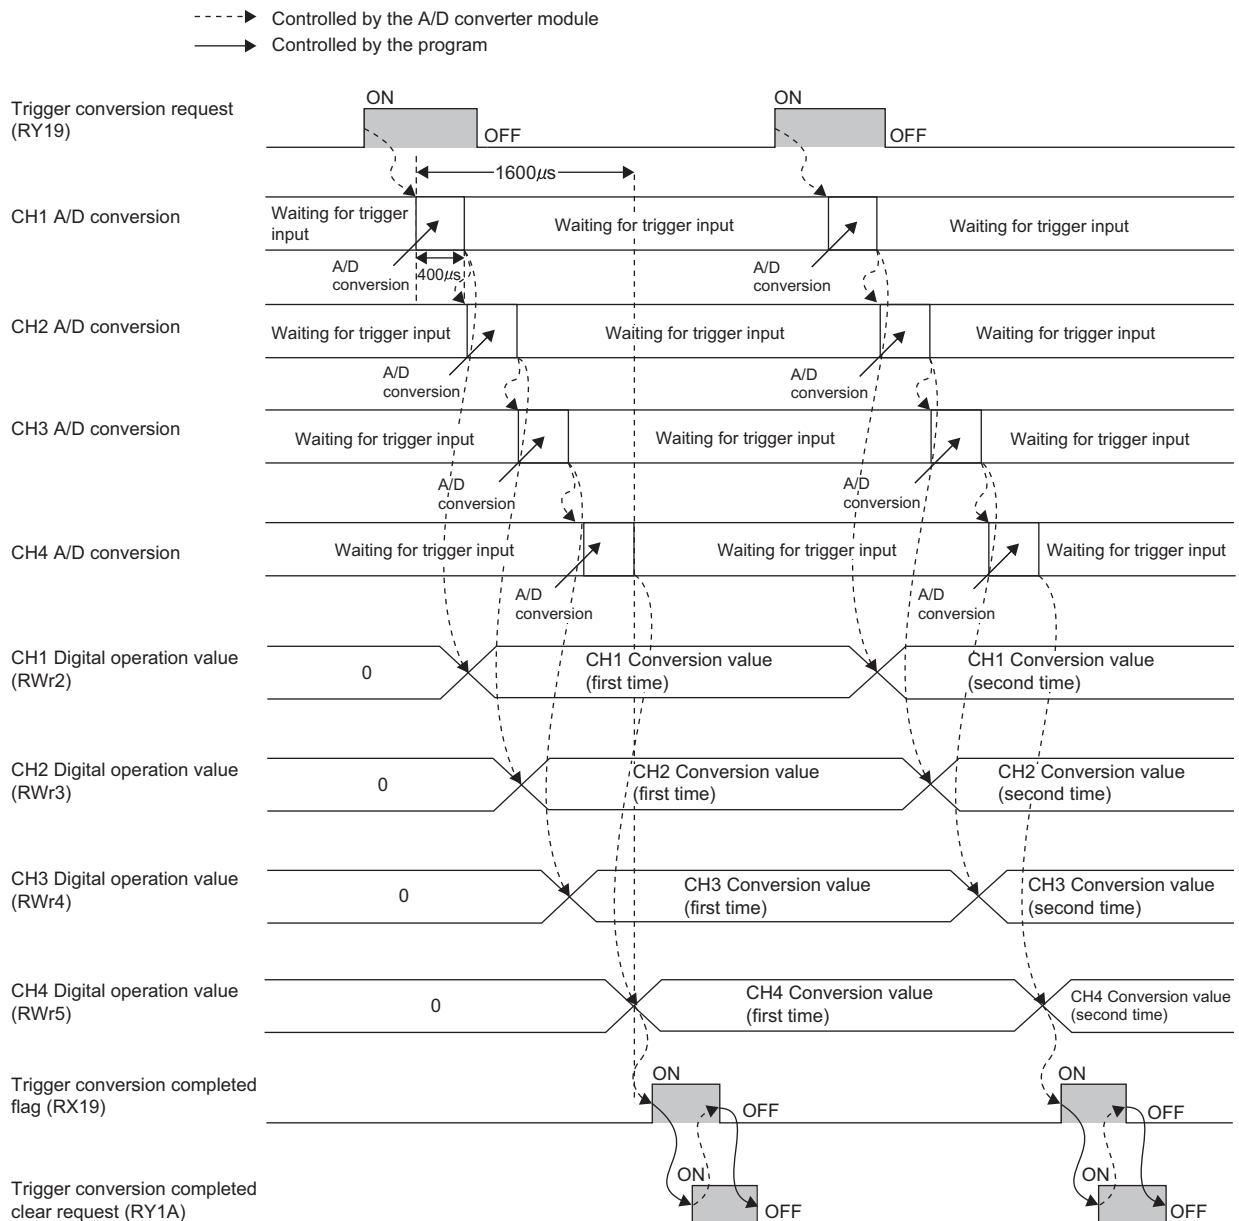 Controlled by the A/D converter module
Controlled by the program
Trigger conversion request
(RY19)
ON
OFF
ON
OFF
1600µs
CH1 A/D conversion
Waiting for trigger
input
Waiting for trigger input
Waiting for trigger input
A/D
conversion
400µs
A/D
conversion
CH2 A/D conversion
Waiting for trigger input
Waiting for trigger input
Waiting for trigger input
A/D
conversion
A/D
conversion
CH3 A/D conversion
Waiting for trigger input
Waiting for trigger input
Waiting for trigger input
A/D
conversion
A/D
conversion
CH4 A/D conversion
Waiting for trigger input
Waiting for trigger input
Waiting for trigger input
A/D
conversion
A/D
conversion
CH1 Digital operation value
(RWr2)
0
CH1 Conversion value
(first time)
CH1 Conversion value
(second time)
CH2 Digital operation value
(RWr3)
0
CH2 Conversion value
(first time)
CH2 Conversion value
(second time)
CH3 Digital operation value
(RWr4)
0
CH3 Conversion value
(first time)
CH3 Conversion value
(second time)
CH4 Digital operation value
(RWr5)
0
CH4 Conversion value
(first time)
CH4 Conversion value
(second time)
Trigger conversion completed
flag (RX19)
ON
OFF
ON
OFF
Trigger conversion completed
clear request (RY1A)
ON
OFF
ON
OFF